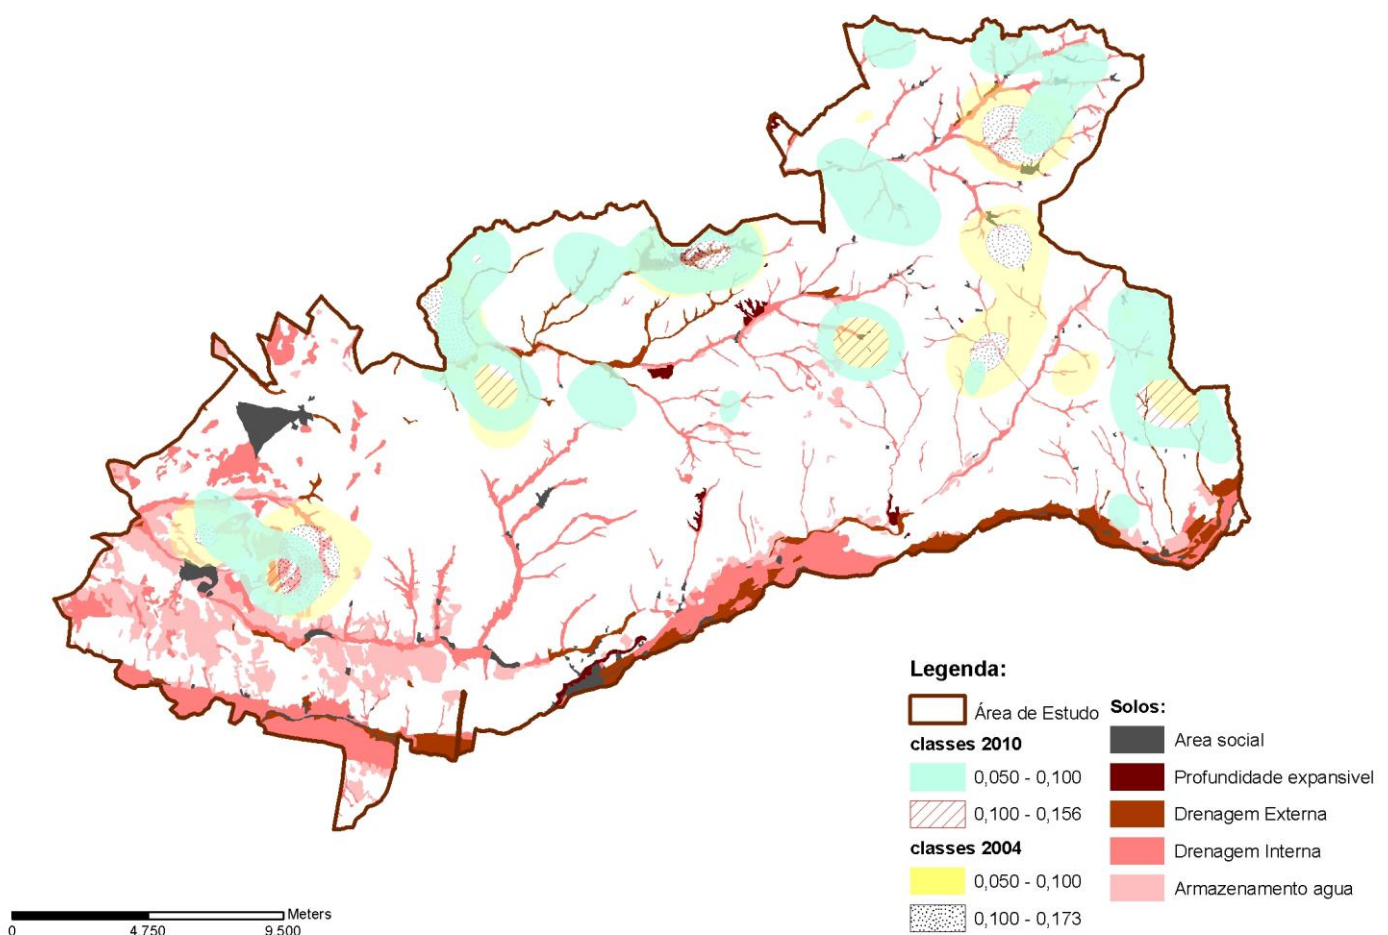 Legenda:
Área de Estudo
classes 2010
0,050 - 0,100
0,100 - 0,156
classes 2004
0,050 - 0,100
0,100 - 0,173
Solos:
Area social
Profundidade expansivel
Drenagem Externa
Drenagem Interna
Armazenamento agua
Meters
0 4.750 9.500